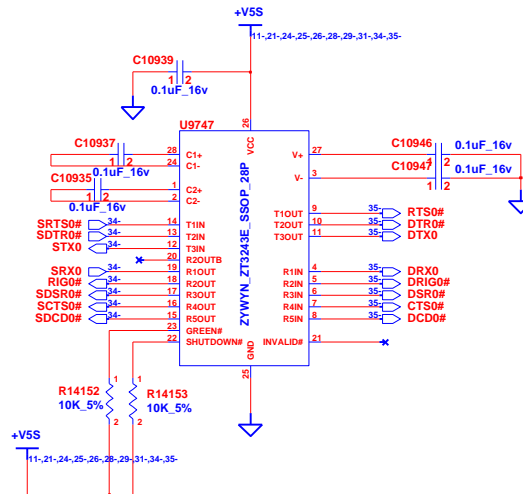 +V5S
11-,21-,24-,25-,26-,28-,29-,31-,34-,35-
C10939
1 2
0.1uF_16v
U9747
26
VCC
C10937
1 2
0.1uF_16v
28 C1+
24 C1-
C10935
1 2
0.1uF_16v
1 C2+
2 C2-
V+ 27
V- 3
C10946
0.1uF_16v
1 2
C10947
0.1uF_16v
1 2
ZYWYN_ZT3243E_SSOP_28P
SRTS0# 34- 14 T1IN
SDTR0# 34- 13 T2IN
STX0 34- 12 T3IN
20 R2OUTB
SRX0 34- 19 R1OUT
RIG0# 34- 18 R2OUT
SDSR0# 34- 17 R3OUT
SCTS0# 34- 16 R4OUT
SDCD0# 34- 15 R5OUT
23 GREEN#
22 SHUTDOWN#
T1OUT 9 35- RTS0#
T2OUT 10 35- DTR0#
T3OUT 11 35- DTX0
R1IN 4 35- DRX0
R2IN 5 35- DRIG0#
R3IN 6 35- DSR0#
R4IN 7 35- CTS0#
R5IN 8 35- DCD0#
INVALID# 21
GND
25
R14152
10K_5%
1
2
R14153
10K_5%
1
2
+V5S
11-,21-,24-,25-,26-,28-,29-,31-,34-,35-